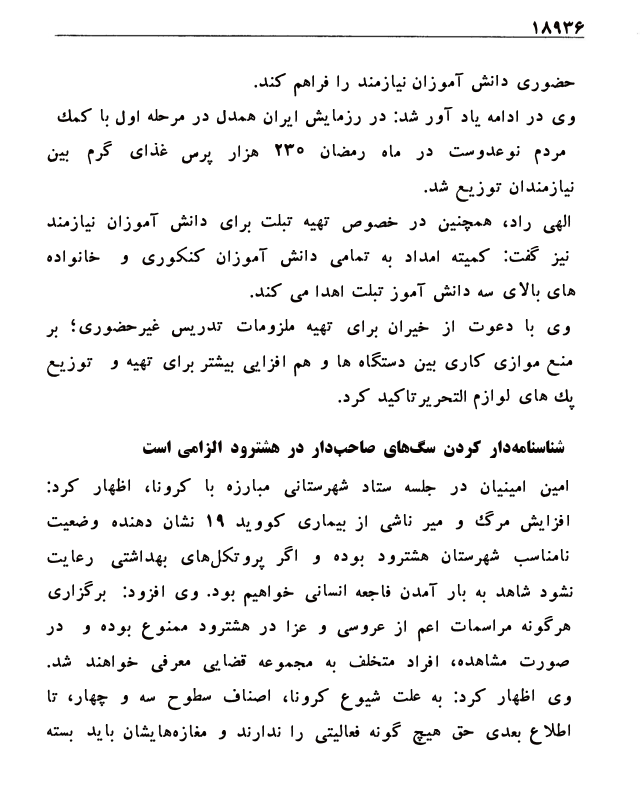 ۱۸۹۳۶
حضوری دانش آموزان نیازمند را فراهم کند.
وی در ادامه یاد آور شد: در رزمایش ایران همدل در مرحله اول با کمك
مردم نوعدوست در ماه رمضان ۲۳۰ هزار پرس غذای گرم بین
نیازمندان توزیع شد.
الهی راد، همچنین در خصوص تهیه تبلت برای دانش آموزان نیازمند
نیز گفت: کمیته امداد به تمامی دانش آموزان کنکوری و خانواده
های بالای سه دانش آموز تبلت اهدا می کند.
وی با دعوت از خیران برای تهیه ملزومات تدریس غیرحضوری؛ بر
منع موازی کاری بین دستگاه ها و هم افزایی بیشتر برای تهیه و توزیع
پك های لوازم التحریرتاکید کرد.
شناسنامه‌دار کردن سگ‌های صاحب‌دار در هشترود الزامی است
امین امینیان در جلسه ستاد شهرستانی مبارزه با کرونا، اظهار کرد:
افزایش مرگ و میر ناشی از بیماری کووید ۱۹ نشان دهنده وضعیت
نامناسب شهرستان هشترود بوده و اگر پروتکل‌های بهداشتی رعایت
نشود شاهد به بار آمدن فاجعه انسانی خواهیم بود. وی افزود: برگزاری
هرگونه مراسمات اعم از عروسی و عزا در هشترود ممنوع بوده و در
صورت مشاهده، افراد متخلف به مجموعه قضایی معرفی خواهند شد.
وی اظهار کرد: به علت شیوع کرونا، اصناف سطوح سه و چهار، تا
اطلاع بعدی حق هیچ گونه فعالیتی را ندارند و مغازه‌هایشان باید بسته